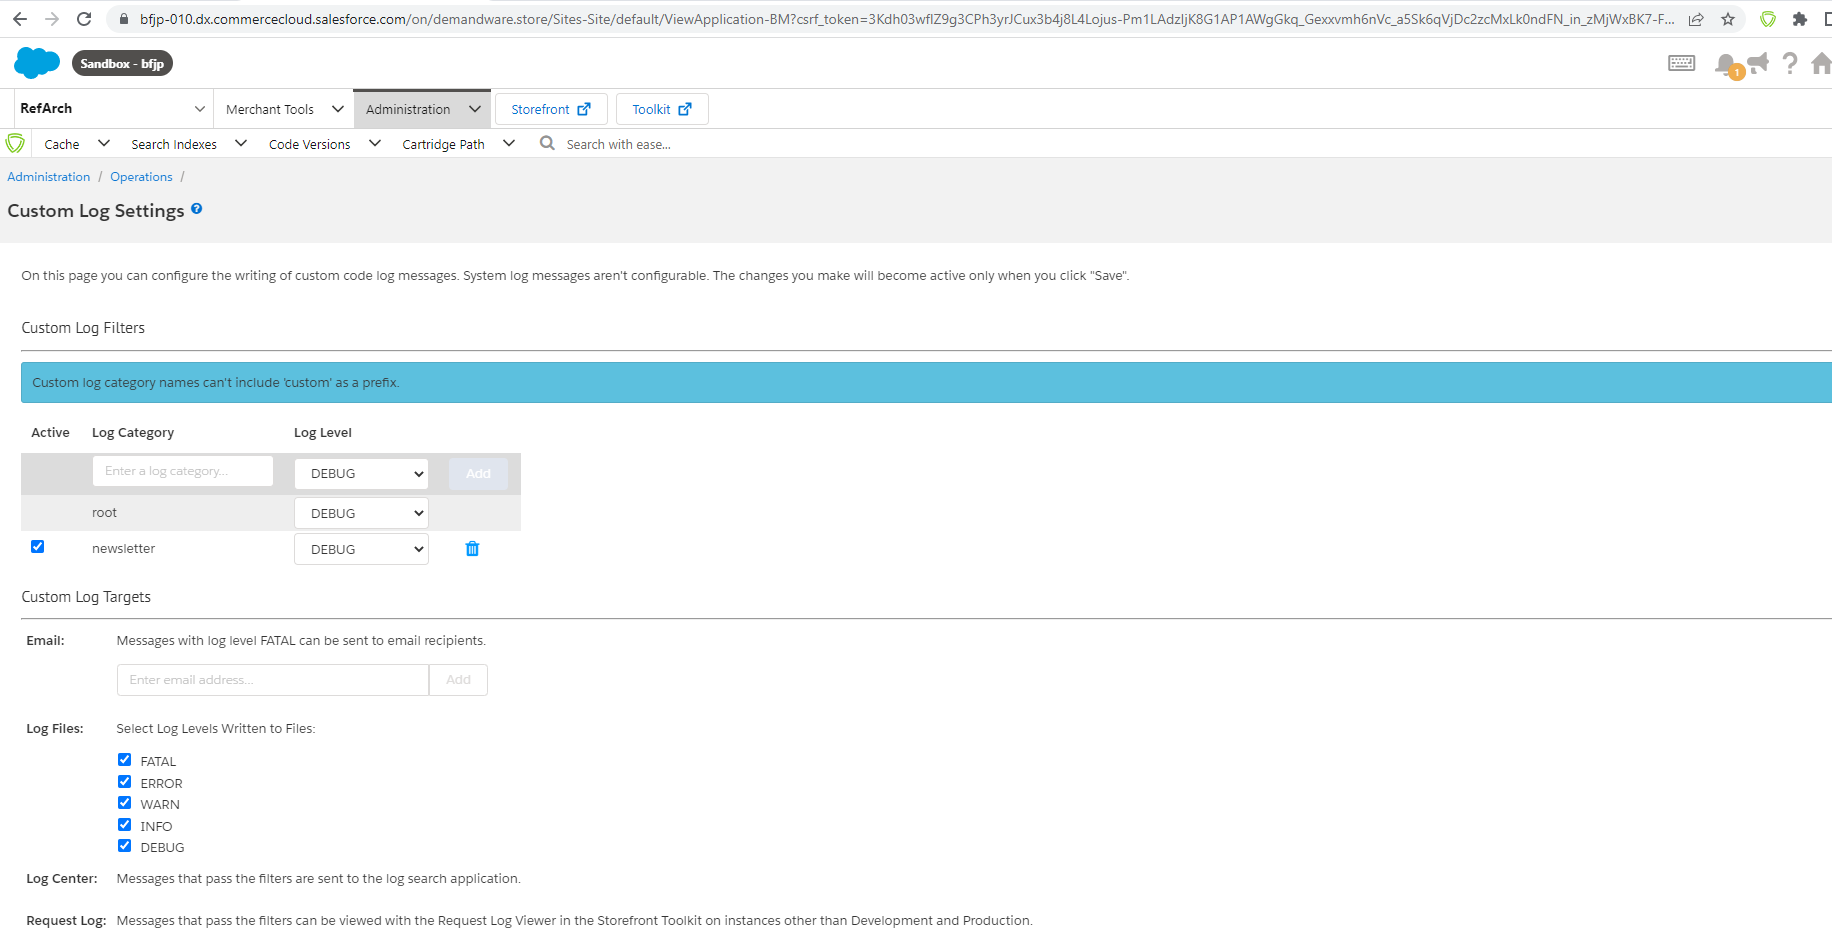 bfjp-010.dx.commercecloud.salesforce.com/on/demandware.store/Sites-Site/default/ViewApplication-BM?csrf_token=
Sandbox - bfjp
1
RefArch
Merchant Tools
Administration
Storefront
Toolkit
Cache
Search Indexes
Code Versions
Cartridge Path
Search with ease...
Administration / Operations /
Custom Log Settings ?
On this page you can configure the writing of custom code log messages. System log messages aren't configurable. The changes you make will become active only when you click "Save".
Custom Log Filters
Custom log category names can't include 'custom' as a prefix.
Active Log Category Log Level
Enter a log category... DEBUG Add
root DEBUG
newsletter DEBUG
Custom Log Targets
Email: Messages with log level FATAL can be sent to email recipients.
Enter email address... Add
Log Files: Select Log Levels Written to Files:
FATAL
ERROR
WARN
INFO
DEBUG
Log Center: Messages that pass the filters are sent to the log search application.
Request Log: Messages that pass the filters can be viewed with the Request Log Viewer in the Storefront Toolkit on instances other than Development and Production.